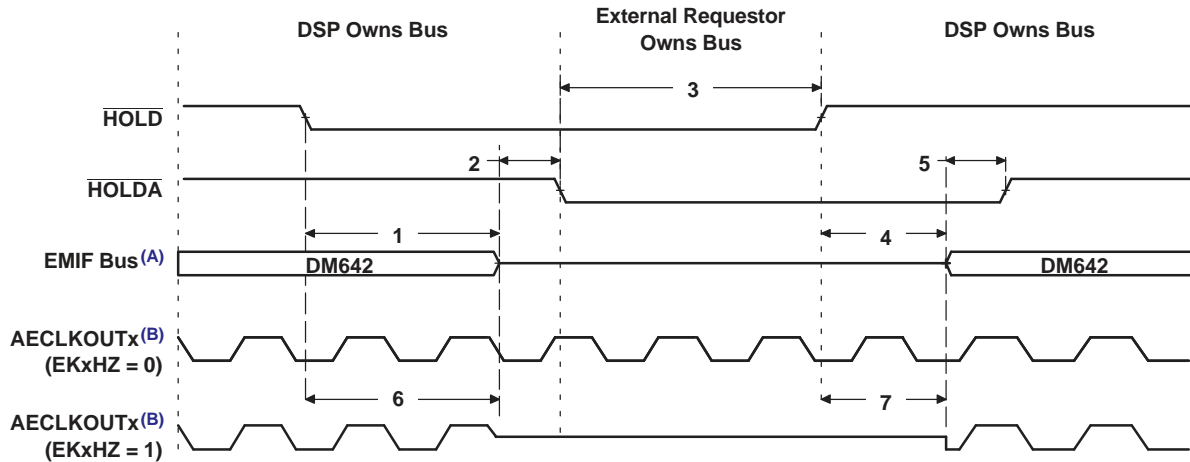 DSP Owns Bus
External Requestor
Owns Bus
DSP Owns Bus
3
HOLD
2
5
HOLDA
1
4
EMIF Bus(A)
DM642
DM642
AECLKOUTx(B)
(EKxHZ = 0)
6
7
AECLKOUTx(B)
(EKxHZ = 1)